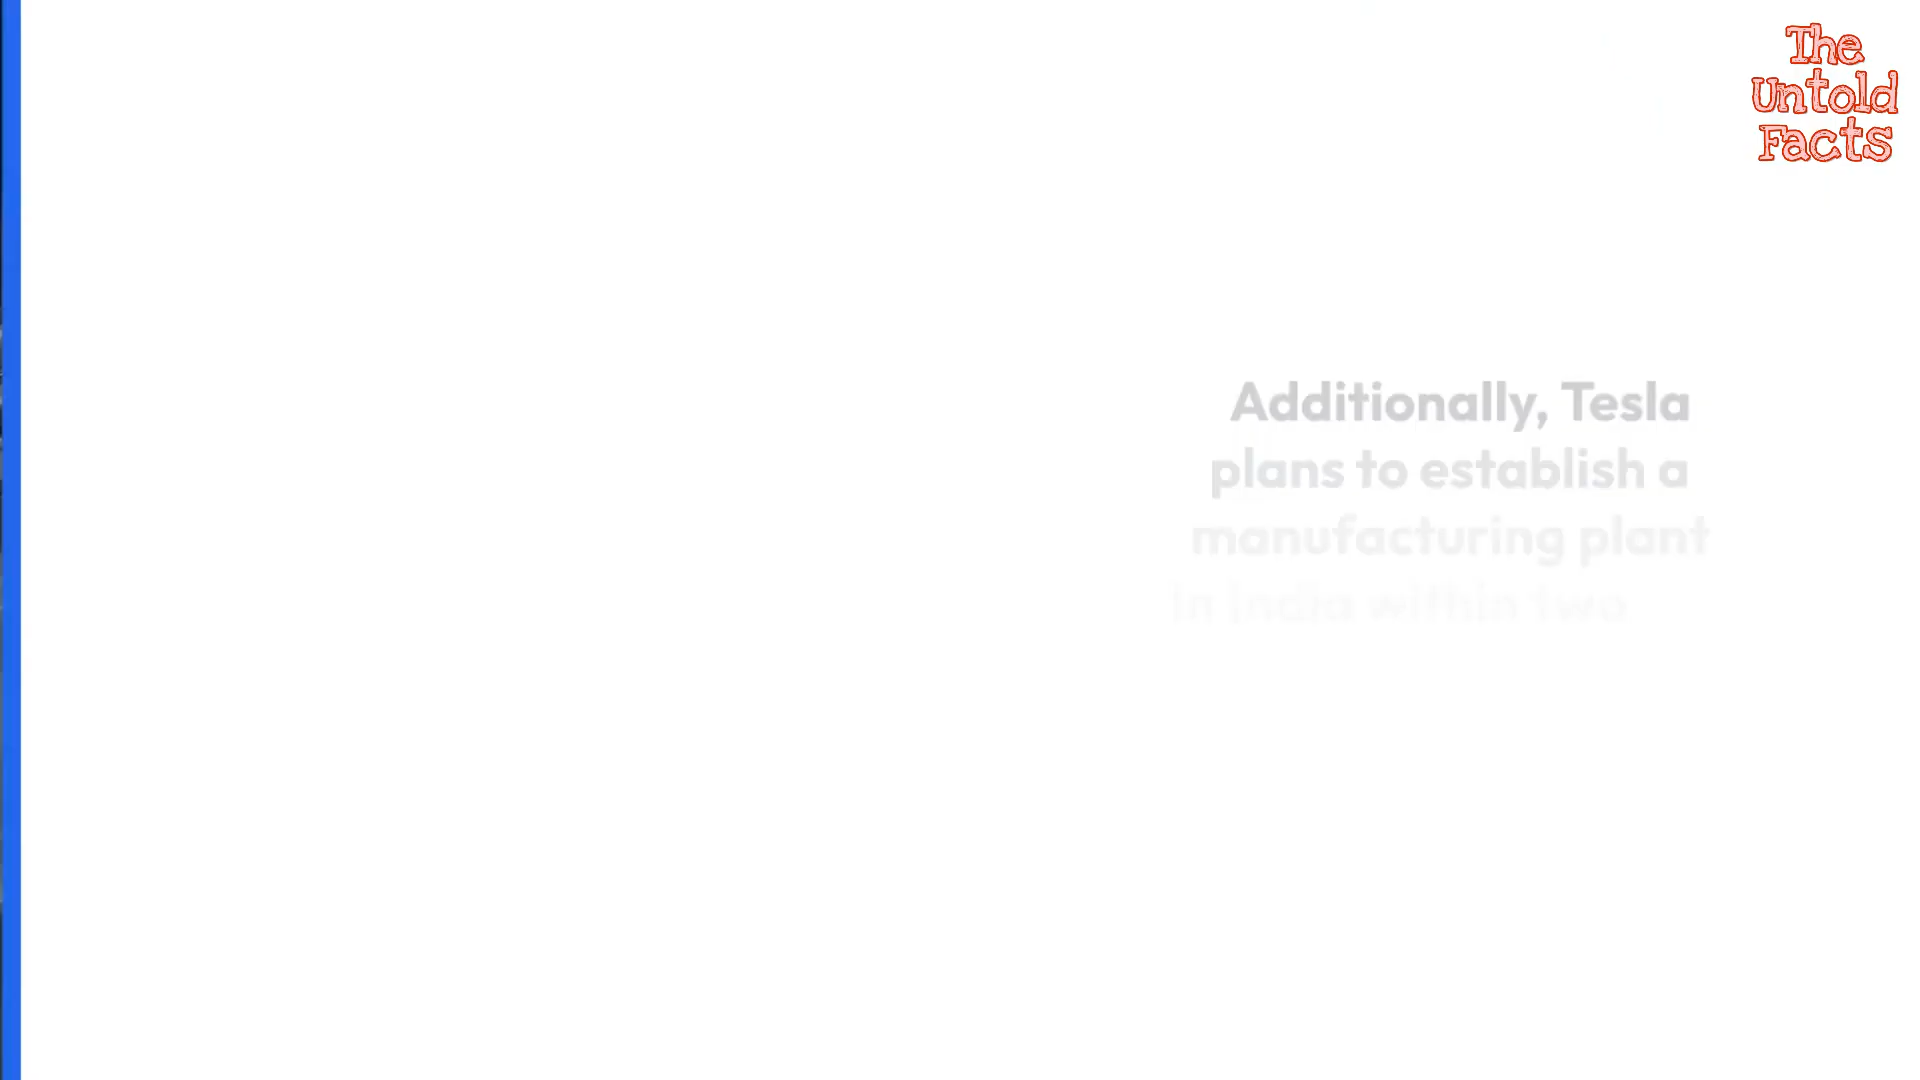 The
Untold
Facts
Additionally, Tesla
plans to establish a
manufacturing plant
in India within two